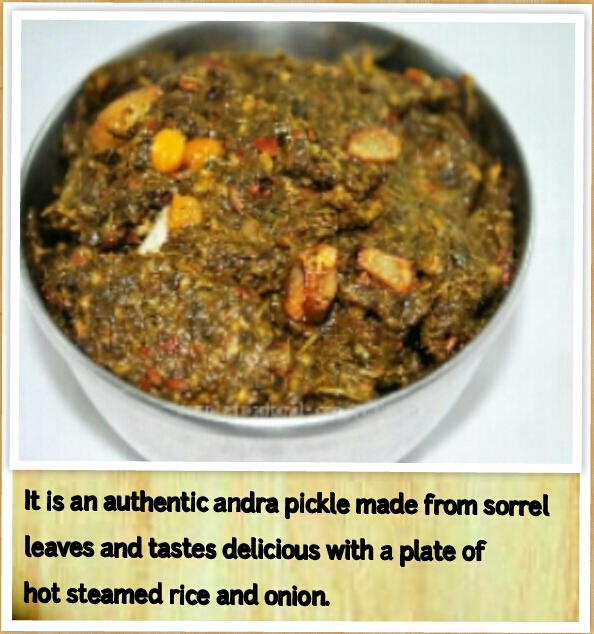 It is an authentic andra pickle made from sorrel
leaves and tastes delicious with a plate of
hot steamed rice and onion.